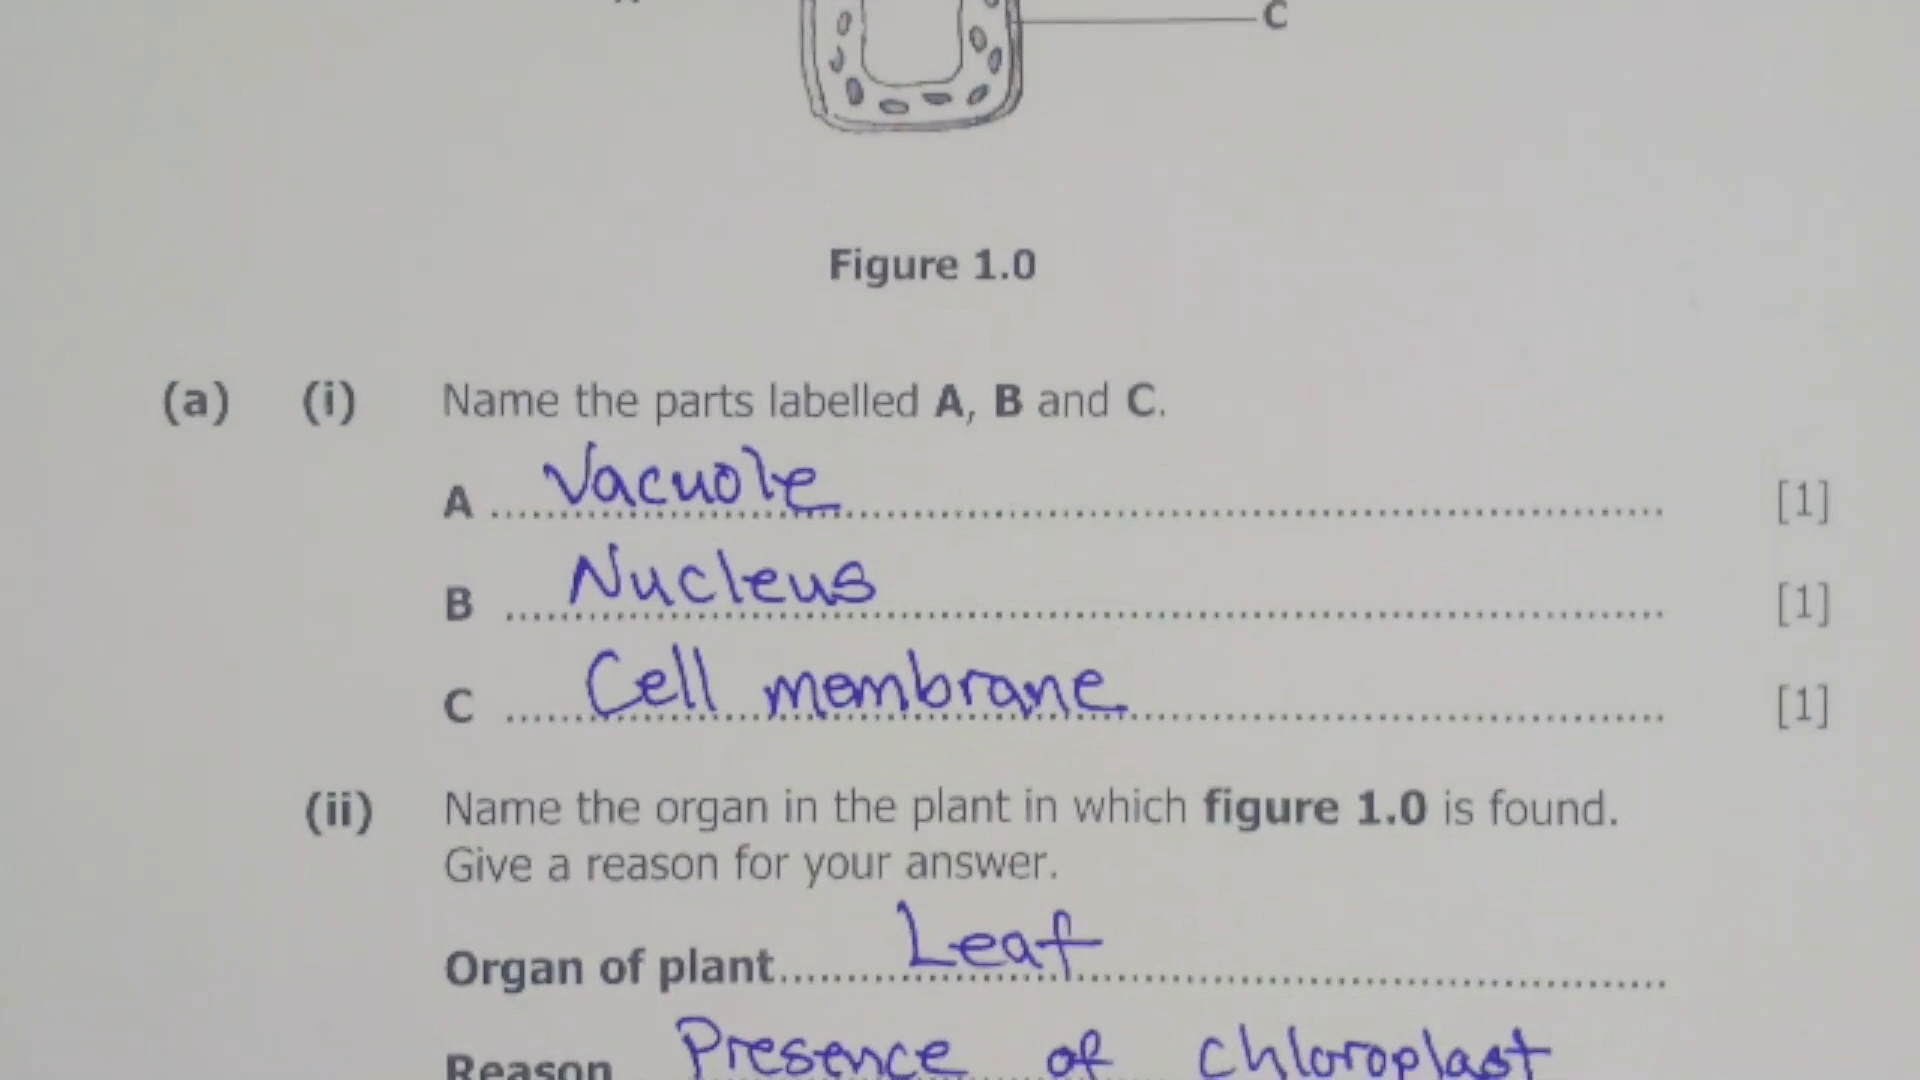 C
Figure 1.0
(a) (i) Name the parts labelled A, B and C.
A Vacuole [1]
B Nucleus [1]
C Cell membrane [1]
(ii) Name the organ in the plant in which figure 1.0 is found.
Give a reason for your answer.
Organ of plant Leaf
Reason Presence of chloroplast